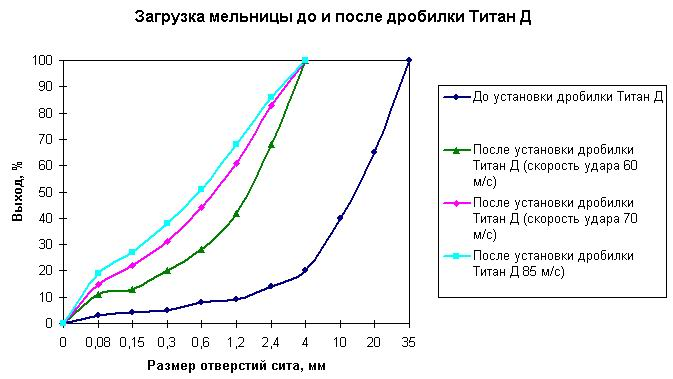 Загрузка мельницы до и после дробилки Титан Д
100
90
80
70
60
50
40
30
20
10
0
Выход, %
0 0,08 0,15 0,3 0,6 1,2 2,4 4 10 20 35
Размер отверстий сита, мм
До установки дробилки Титан Д
После установки дробилки
Титан Д (скорость удара 60
м/с)
После установки дробилки
Титан Д (скорость удара 70
м/с)
После установки дробилки
Титан Д 85 м/с)